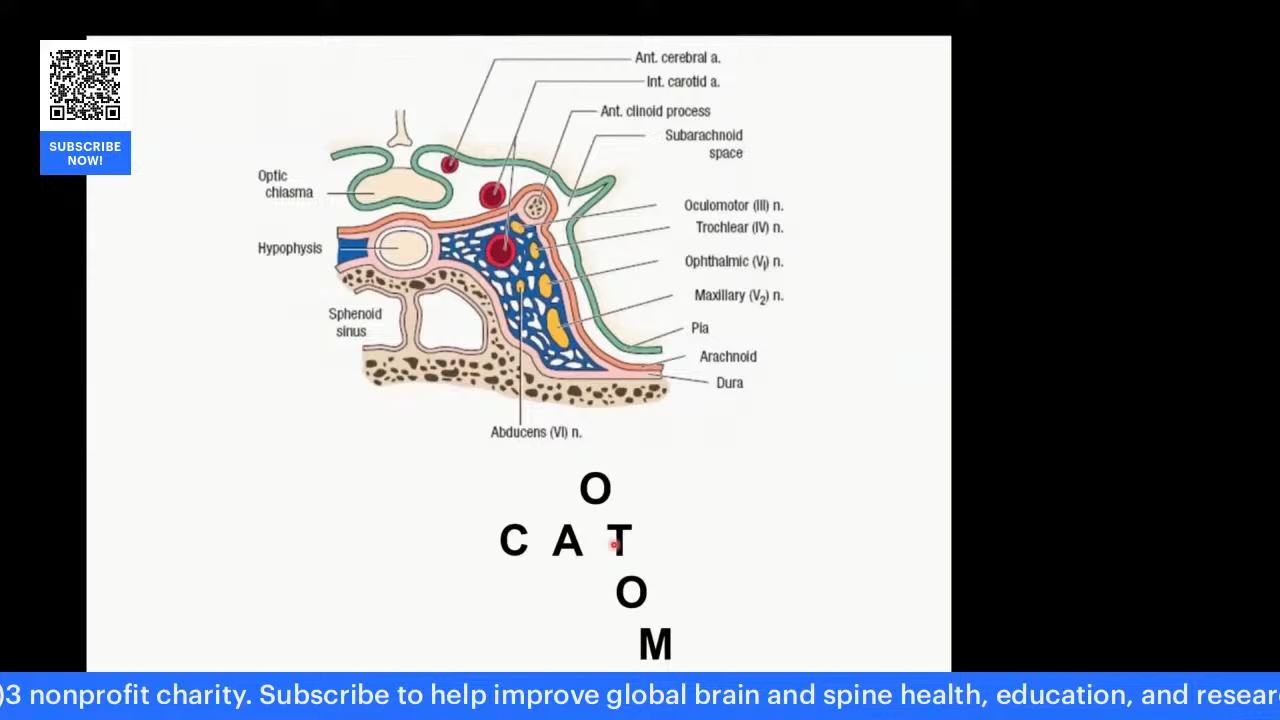 SUBSCRIBE
NOW!
Ant. cerebral a.
Int. carotid a.
Ant. clinoid process
Subarachnoid
space
Optic
chiasma
Oculomotor (III) n.
Trochlear (IV) n.
Hypophysis
Ophthalmic (V₁) n.
Maxillary (V₂) n.
Sphenoid
sinus
Pia
Arachnoid
Dura
Abducens (VI) n.
O
C A T
O
M
)3 nonprofit charity. Subscribe to help improve global brain and spine health, education, and resear